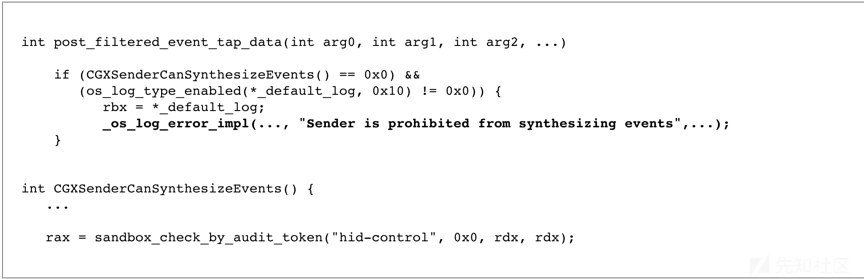 int post_filtered_event_tap_data(int arg0, int arg1, int arg2, ...)
if (CGXSenderCanSynthesizeEvents() == 0x0) &&
(os_log_type_enabled(*_default_log, 0x10) != 0x0)) {
rbx = *_default_log;
_os_log_error_impl(..., "Sender is prohibited from synthesizing events",...);
}
int CGXSenderCanSynthesizeEvents() {
...
rax = sandbox_check_by_audit_token("hid-control", 0x0, rdx, rdx);
先知社区